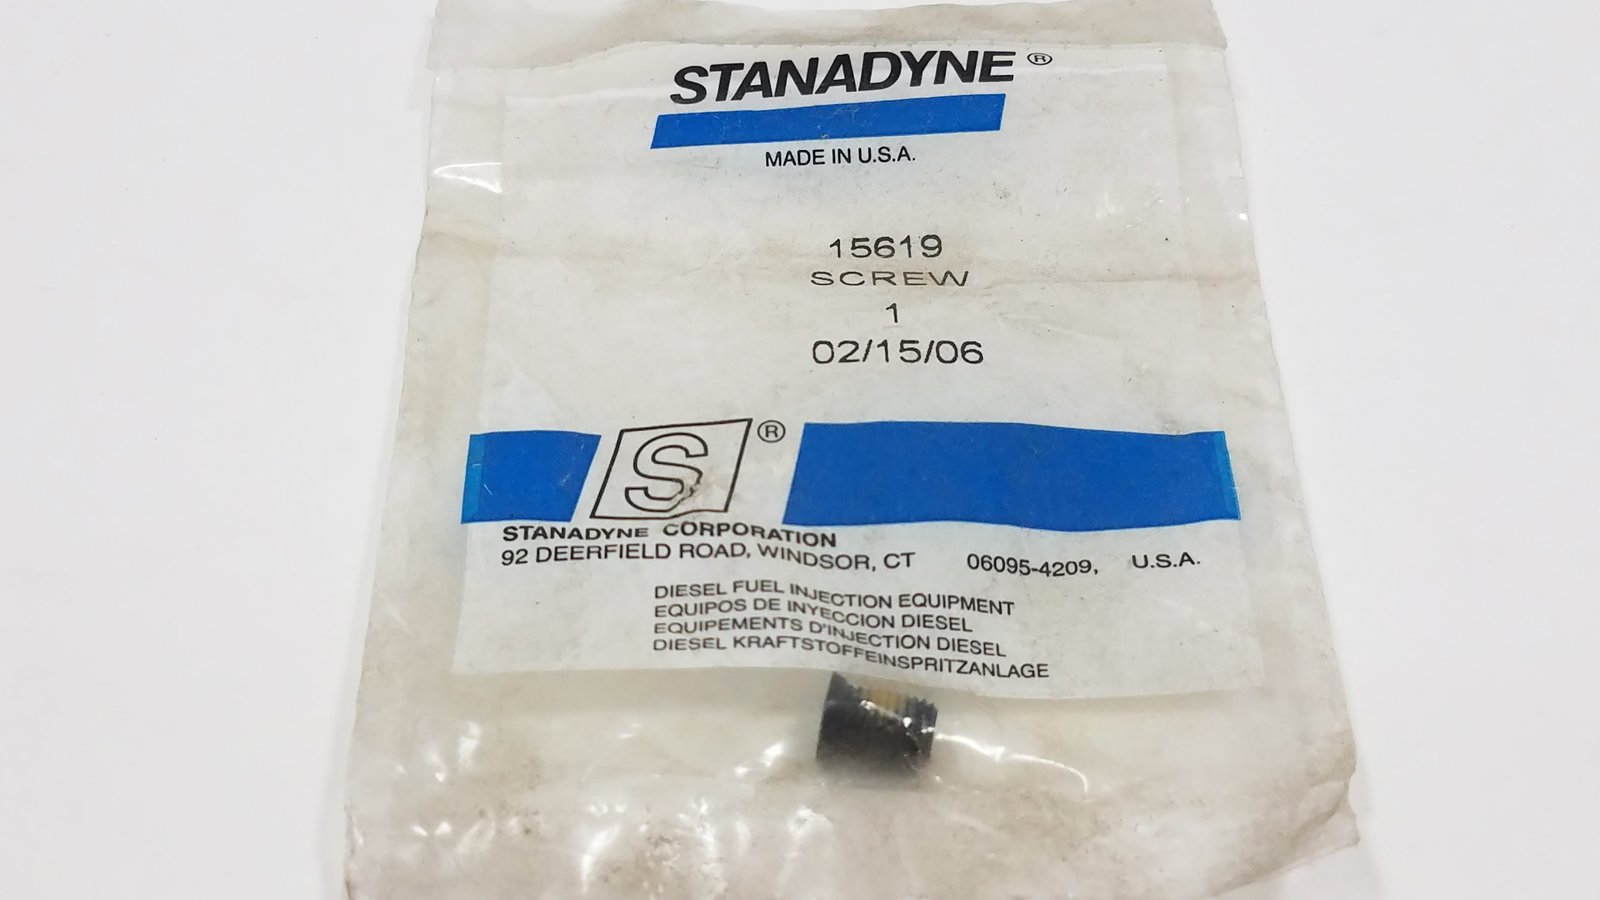 STANADYNE®
MADE IN U.S.A.
15619
SCREW
1
02/15/06
S®
STANADYNE CORPORATION
92 DEERFIELD ROAD, WINDSOR, CT 06095-4209, U.S.A.
DIESEL FUEL INJECTION EQUIPMENT
EQUIPOS DE INYECCION DIESEL
EQUIPEMENTS D'INJECTION DIESEL
DIESEL KRAFTSTOFFEINSPRITZANLAGE